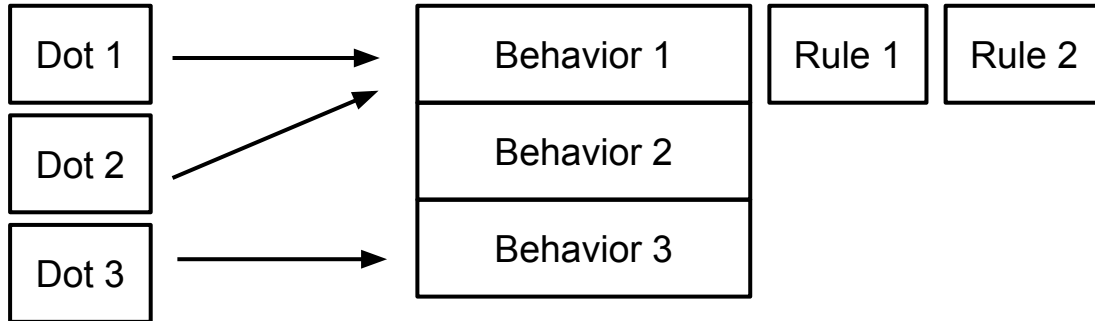 Dot 1
Behavior 1
Rule 1
Rule 2
Dot 2
Behavior 2
Dot 3
Behavior 3